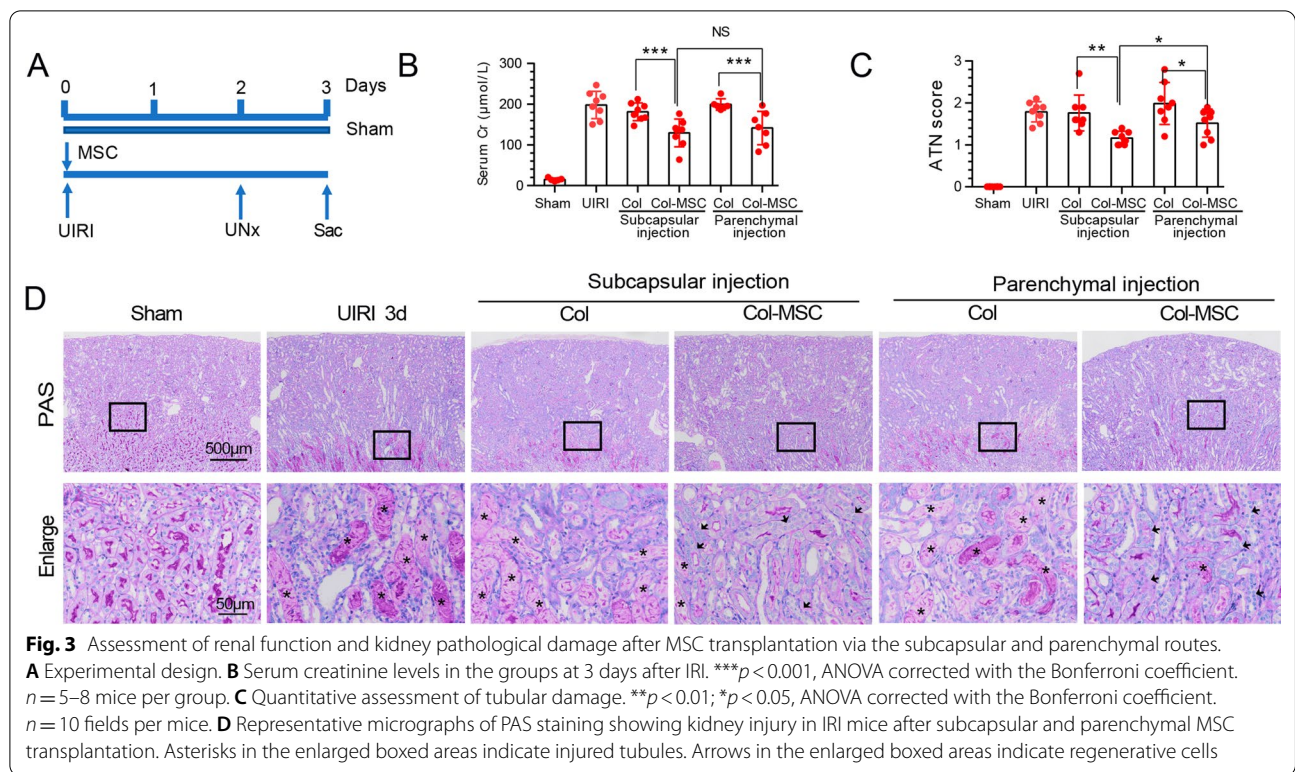 A
0 1 2 3 Days
Sham
MSC
UIRI UNx Sac
B
NS
*** ***
Serum Cr (µmol/L)
300
200
100
0
Sham UIRI Col Col-MSC Col Col-MSC
Subcapsular injection Parenchymal injection
C
** * *
ATN score
3
2
1
0
Sham UIRI Col Col-MSC Col Col-MSC
Subcapsular injection Parenchymal injection
D
Subcapsular injection Parenchymal injection
Sham UIRI 3d Col Col-MSC Col Col-MSC
PAS
500µm
Enlarge
50µm
Fig. 3 Assessment of renal function and kidney pathological damage after MSC transplantation via the subcapsular and parenchymal routes.
A Experimental design. B Serum creatinine levels in the groups at 3 days after IRI. ***p < 0.001, ANOVA corrected with the Bonferroni coefficient.
n = 5–8 mice per group. C Quantitative assessment of tubular damage. **p < 0.01; *p < 0.05, ANOVA corrected with the Bonferroni coefficient.
n = 10 fields per mice. D Representative micrographs of PAS staining showing kidney injury in IRI mice after subcapsular and parenchymal MSC
transplantation. Asterisks in the enlarged boxed areas indicate injured tubules. Arrows in the enlarged boxed areas indicate regenerative cells